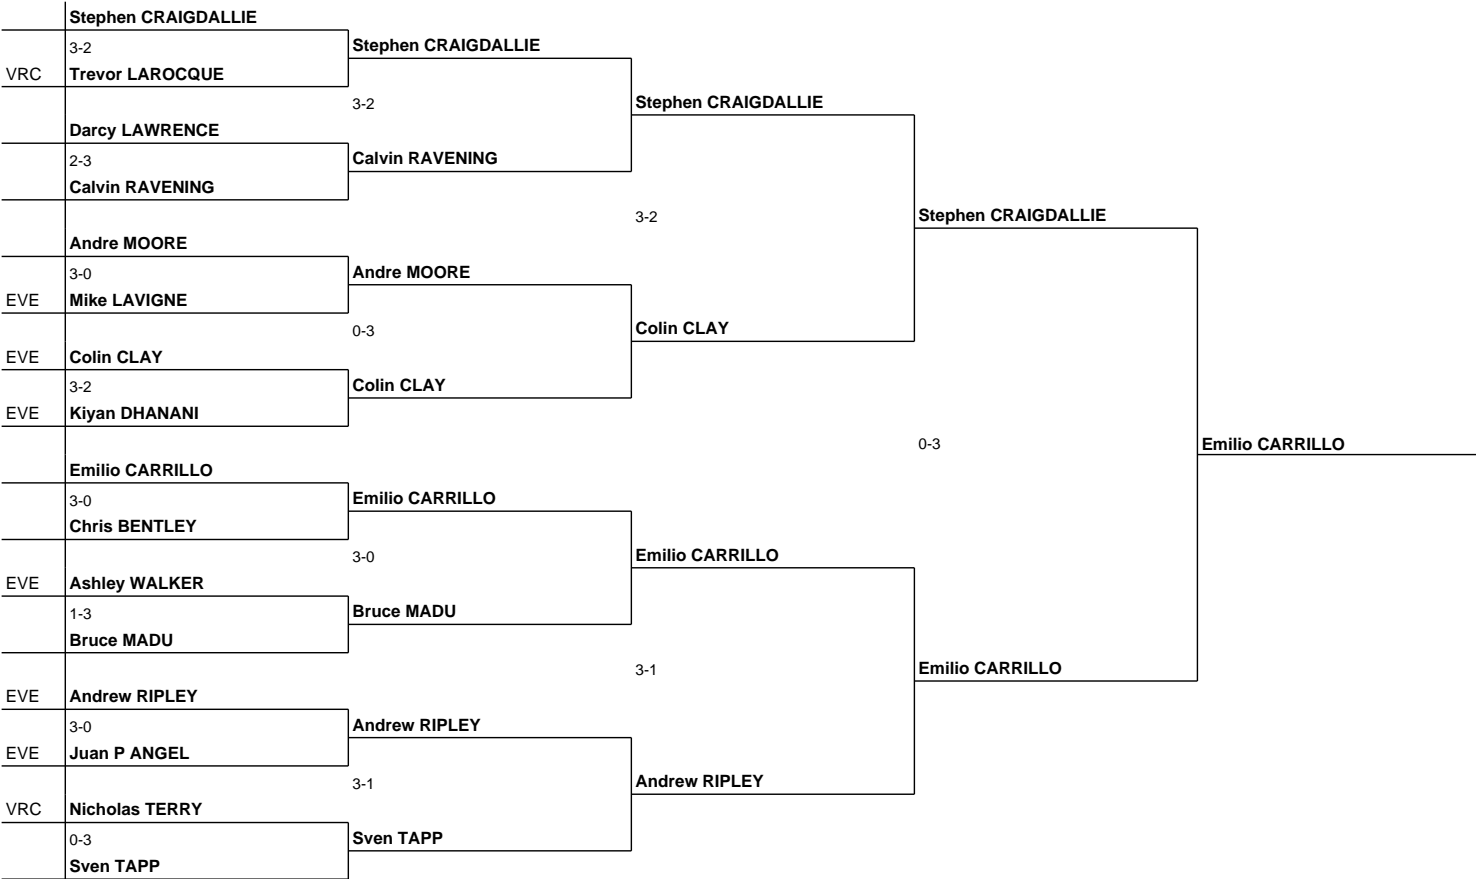 Stephen CRAIGDALLIE
3-2 Stephen CRAIGDALLIE
VRC Trevor LAROCQUE
3-2 Stephen CRAIGDALLIE
Darcy LAWRENCE
2-3 Calvin RAVENING
Calvin RAVENING
3-2 Stephen CRAIGDALLIE
Andre MOORE
3-0 Andre MOORE
EVE Mike LAVIGNE
0-3 Colin CLAY
EVE Colin CLAY
3-2 Colin CLAY
EVE Kiyan DHANANI
0-3 Emilio CARRILLO
Emilio CARRILLO
3-0 Emilio CARRILLO
Chris BENTLEY
3-0 Emilio CARRILLO
EVE Ashley WALKER
1-3 Bruce MADU
Bruce MADU
3-1 Emilio CARRILLO
EVE Andrew RIPLEY
3-0 Andrew RIPLEY
EVE Juan P ANGEL
3-1 Andrew RIPLEY
VRC Nicholas TERRY
0-3 Sven TAPP
Sven TAPP